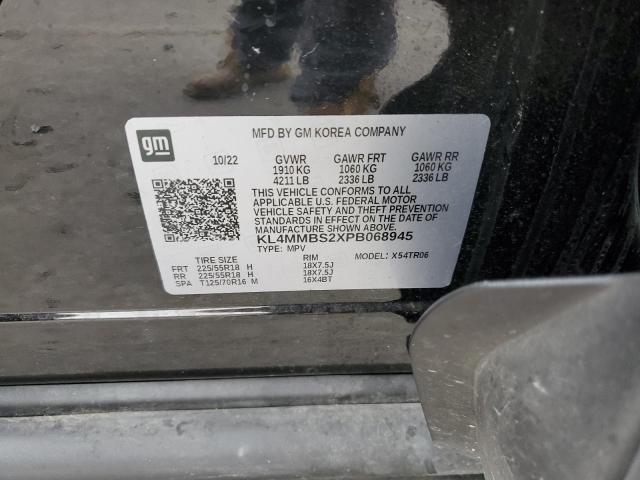 MFD BY GM KOREA COMPANY
gm
10/22 GVWR GAWR FRT GAWR RR
1910 KG 1060 KG 1060 KG
4211 LB 2336 LB 2336 LB
THIS VEHICLE CONFORMS TO ALL
APPLICABLE U.S. FEDERAL MOTOR
VEHICLE SAFETY AND THEFT PREVENTION
STANDARDS IN EFFECT ON THE DATE OF
MANUFACTURE SHOWN ABOVE.
KL4MMBS2XPB068945
TYPE: MPV MODEL: X54TR06
TIRE SIZE RIM
FRT 225/55R18 H 18X7.5J
RR 225/55R18 H 18X7.5J
SPA T125/70R16 M 16X4BT